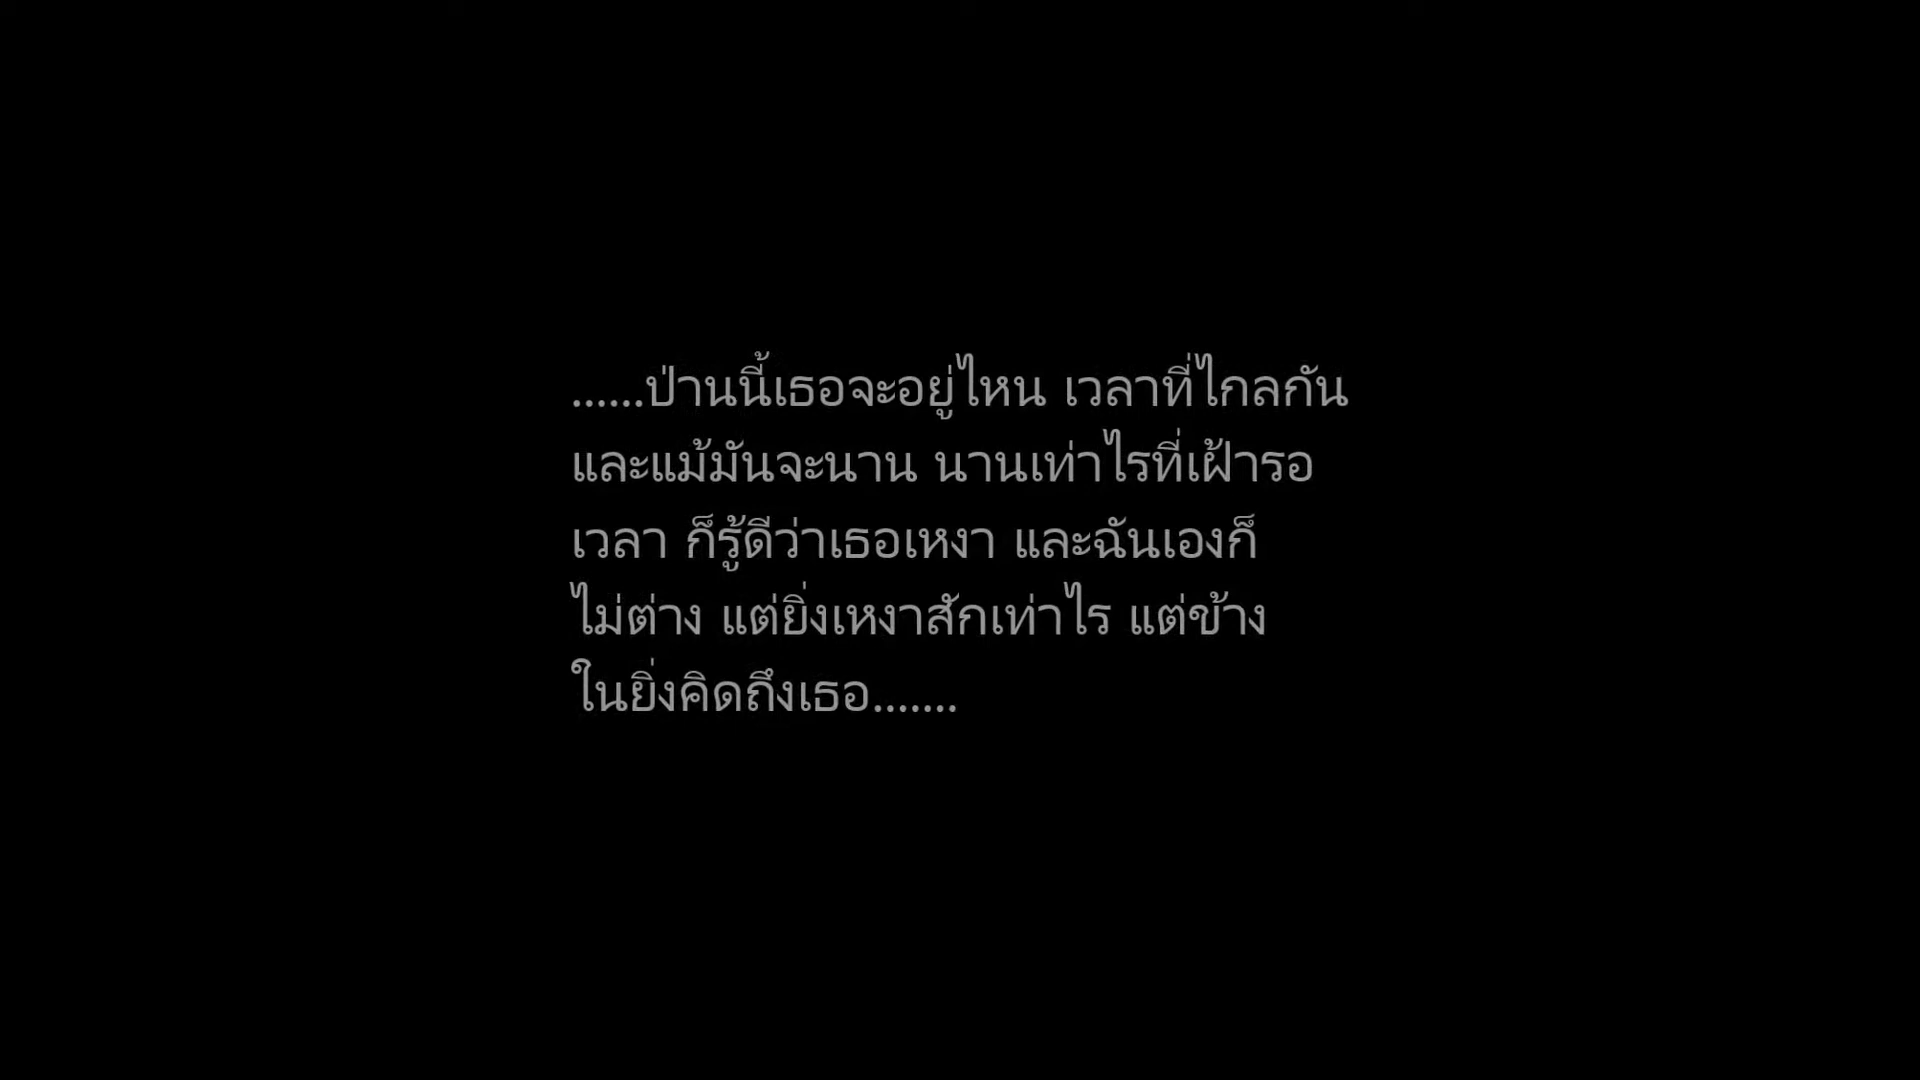 ......ป่านนี้เธอจะอยู่ไหน เวลาที่ไกลกัน
และแม้มันจะนาน นานเท่าไรที่เฝ้ารอ
เวลา ก็รู้ดีว่าเธอเหงา และฉันเองก็
ไม่ต่าง แต่ยิ่งเหงาสักเท่าไร แต่ข้าง
ในยิ่งคิดถึงเธอ.......